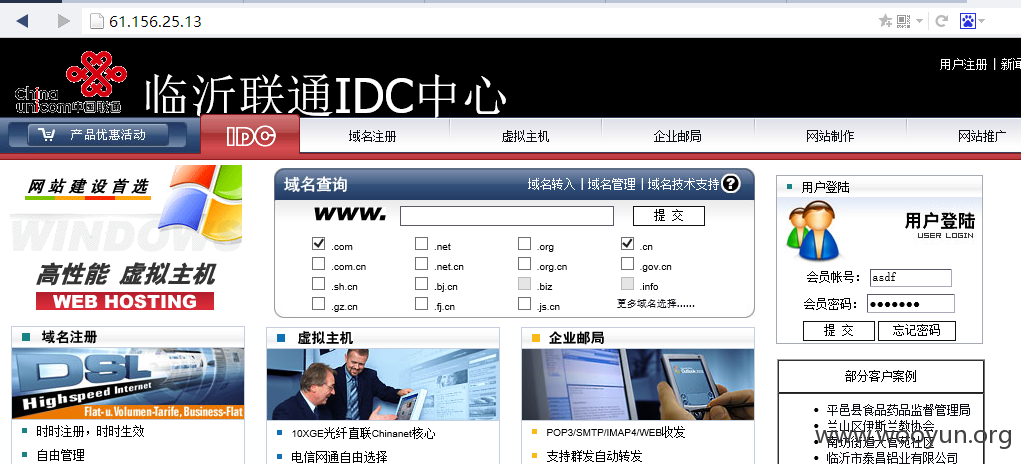 61.156.25.13
用户注册 | 新闻
China unicom中国联通
临沂联通IDC中心
产品优惠活动
IDC
域名注册
虚拟主机
企业邮局
网站制作
网站推广
网站建设首选
WINDOWS
高性能 虚拟主机
WEB HOSTING
域名查询
域名转入 | 域名管理 | 域名技术支持 ?
www.
提 交
.com .net .org .cn
.com.cn .net.cn .org.cn .gov.cn
.sh.cn .bj.cn .biz .info
.gz.cn .fj.cn .js.cn 更多域名选择......
用户登陆
用户登陆
USER LOGIN
会员帐号： asdf
会员密码： ●●●●●●●
提 交 忘记密码
域名注册
DSL
Highspeed Internet
Flat- u. Volumen-Tarife, Business-Flat
时时注册，时时生效
自由管理
虚拟主机
10XGE光纤直联Chinanet核心
电信网通自由选择
企业邮局
POP3/SMTP/IMAP4/WEB收发
支持群发自动转发
部分客户案例
平邑县食品药品监督管理局
兰山区伊斯兰教协会
南坊街道人官苑社区
临沂市泰昌铝业有限公司
www.wooyun.org